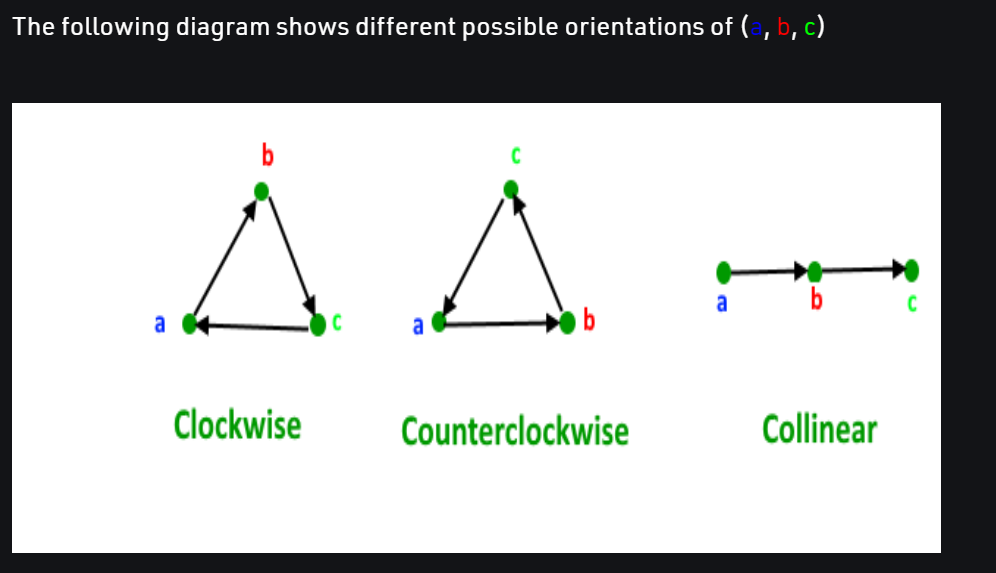 The following diagram shows different possible orientations of (a, b, c)
b
c
a
c
a
b
a
b
c
Clockwise
Counterclockwise
Collinear